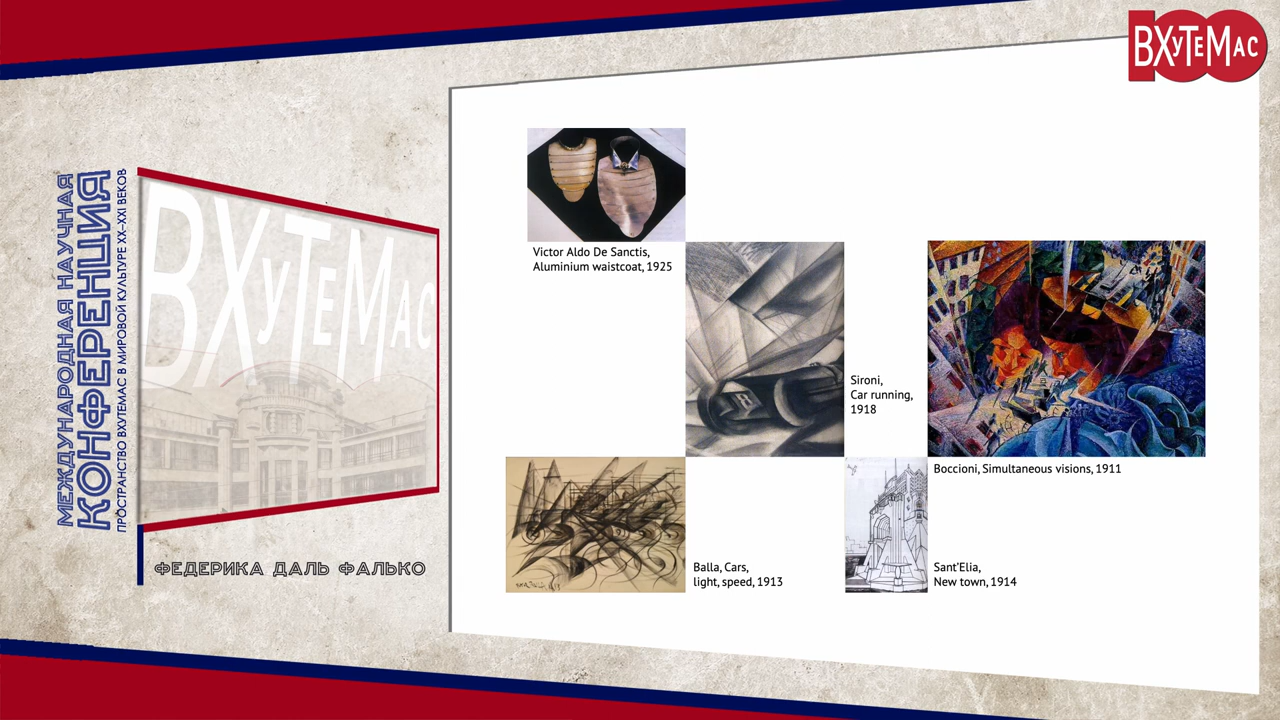 ВХУТЕМАС
100
МЕЖДУНАРОДНАЯ НАУЧНАЯ
КОНФЕРЕНЦИЯ
ПРОСТРАНСТВО ВХУТЕМАС В МИРОВОЙ КУЛЬТУРЕ XX–XXI ВЕКОВ
ВХУТЕМАС
ФЕДЕРИКА ДАЛЬ ФАЛЬКО
Victor Aldo De Sanctis,
Aluminium waistcoat, 1925
Sironi,
Car running,
1918
Boccioni, Simultaneous visions, 1911
Balla, Cars,
light, speed, 1913
Sant'Elia,
New town, 1914